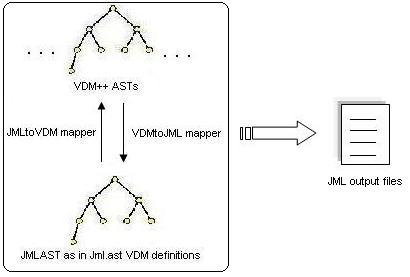 . . .
. . .
VDM++ ASTs
JMLtoVDM mapper
VDMtoJML mapper
JML output files
JMLAST as in Jml.ast VDM definitions